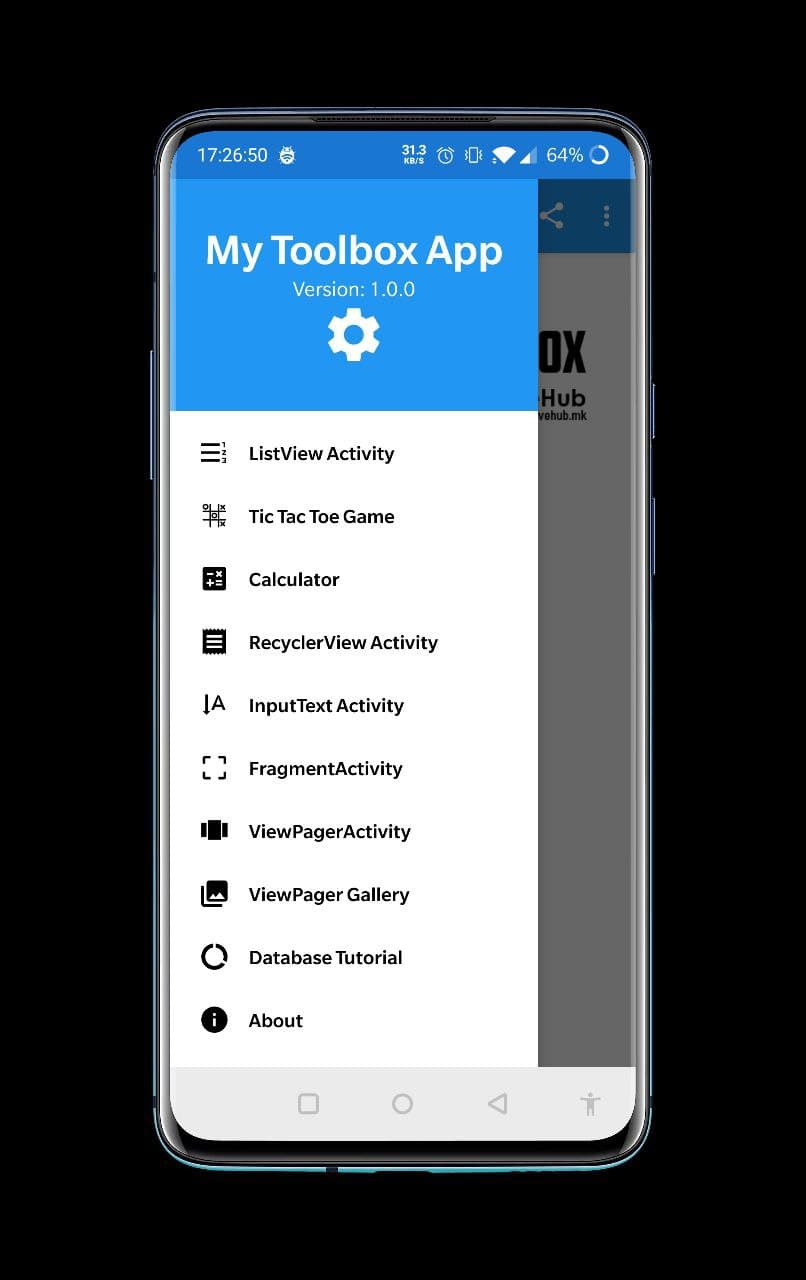 17:26:50 31.3 KB/S 64%
My Toolbox App
Version: 1.0.0
OX
Hub
vehub.mk
ListView Activity
Tic Tac Toe Game
Calculator
RecyclerView Activity
InputText Activity
FragmentActivity
ViewPagerActivity
ViewPager Gallery
Database Tutorial
About